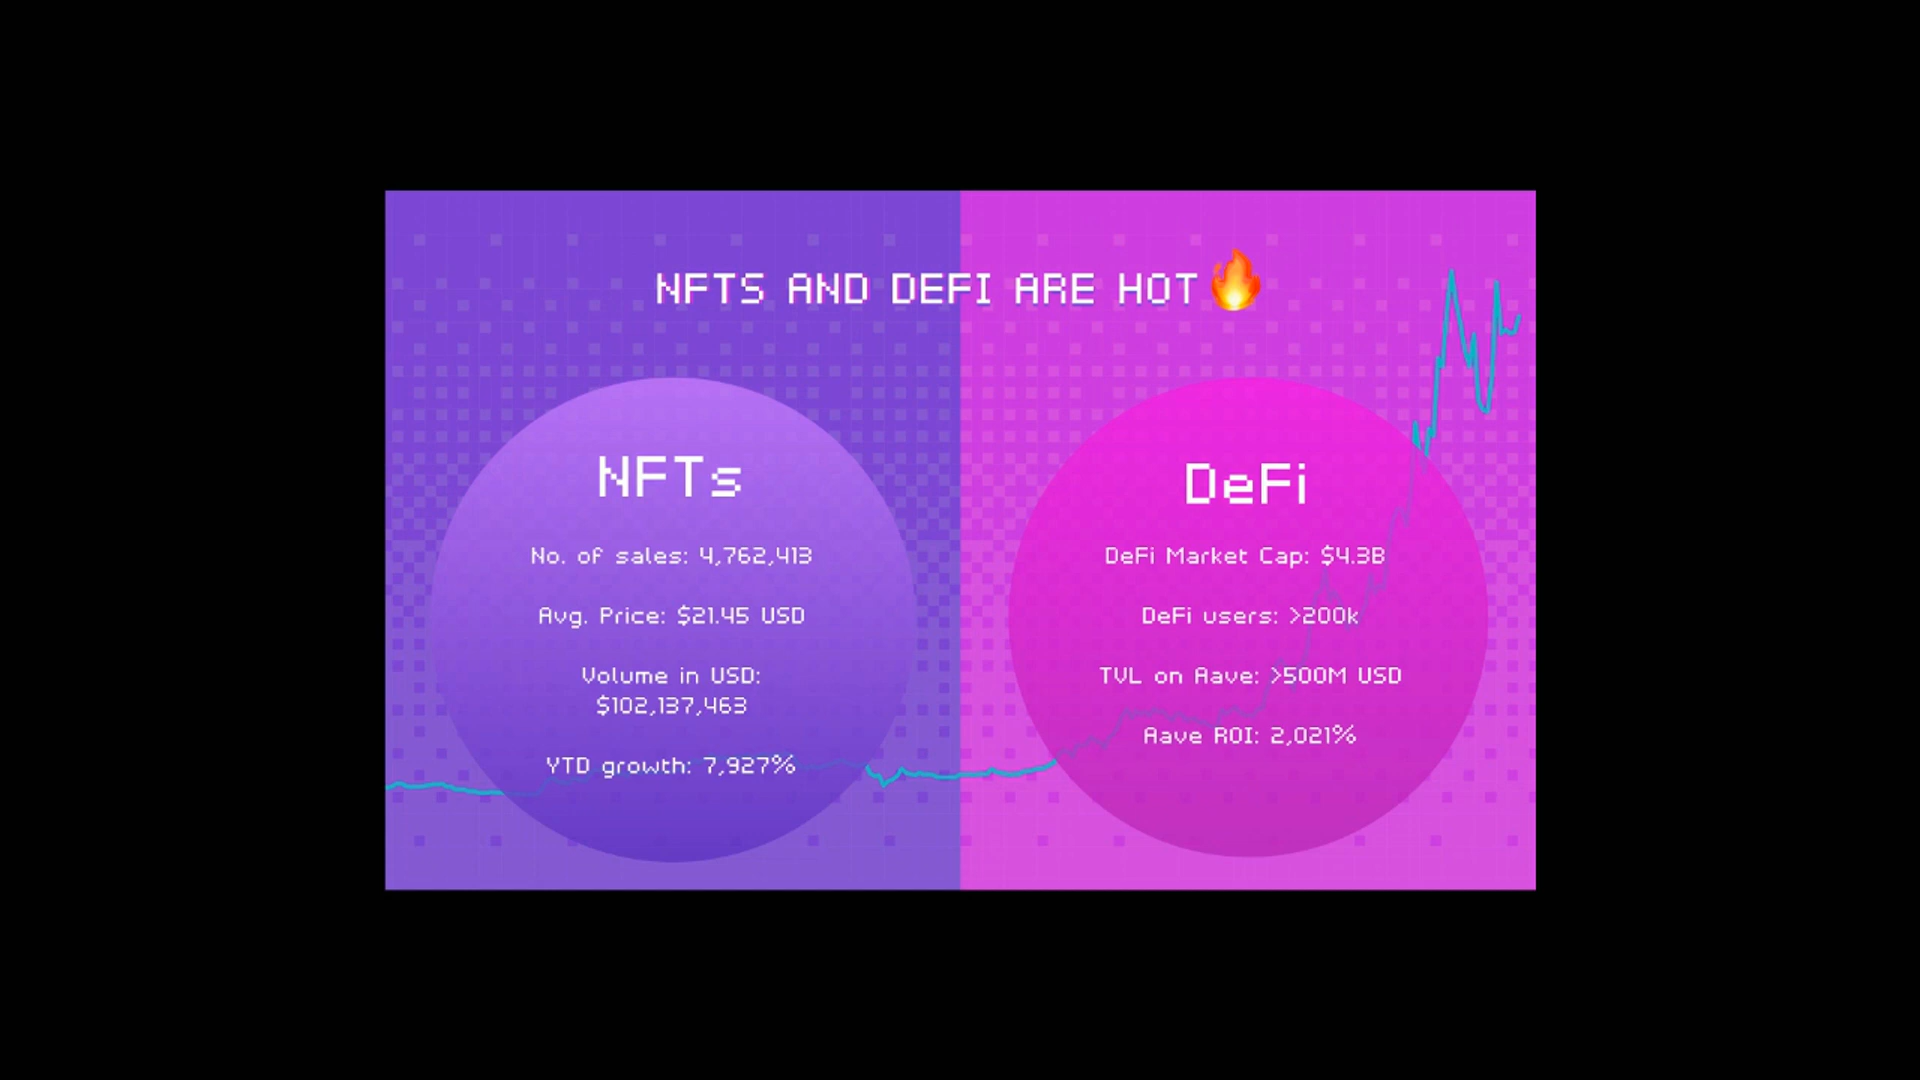 NFTS AND DEFI ARE HOT🔥
NFTs
No. of sales: 4,762,413
Avg. Price: $21.45 USD
Volume in USD:
$102,137,463
YTD growth: 7,927%
DeFi
DeFi Market Cap: $4.3B
DeFi users: >200k
TVL on Aave: >500M USD
Aave ROI: 2,021%